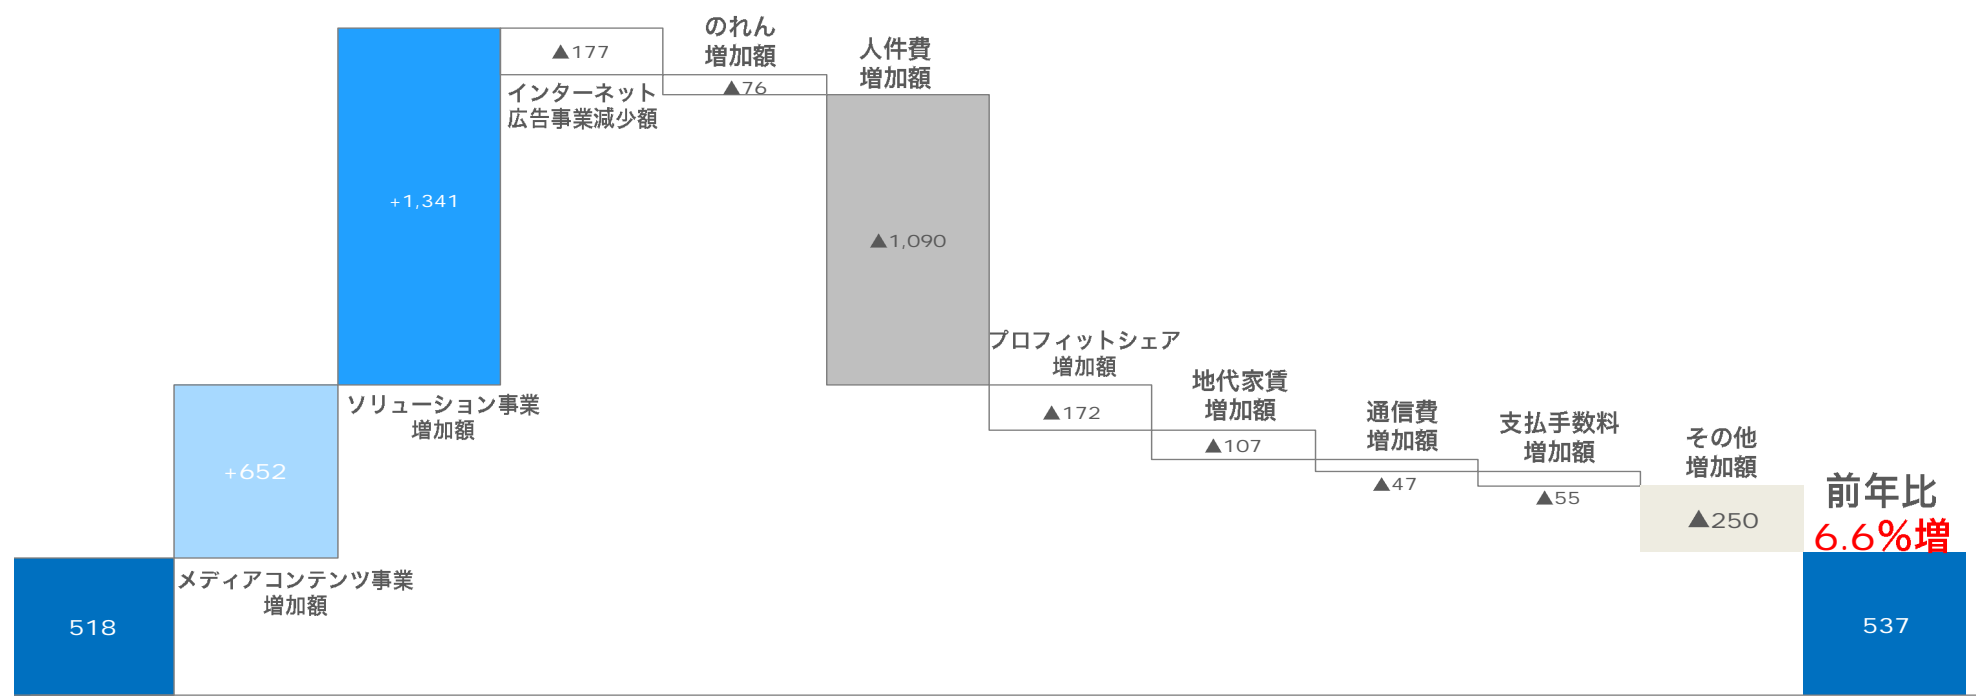 518
+652
メディアコンテンツ事業
増加額
+1,341
ソリューション事業
増加額
▲177
インターネット
広告事業減少額
のれん
増加額
▲76
人件費
増加額
▲1,090
プロフィットシェア
増加額
▲172
地代家賃
増加額
▲107
通信費
増加額
▲47
支払手数料
増加額
▲55
その他
増加額
▲250
前年比
6.6%増
537